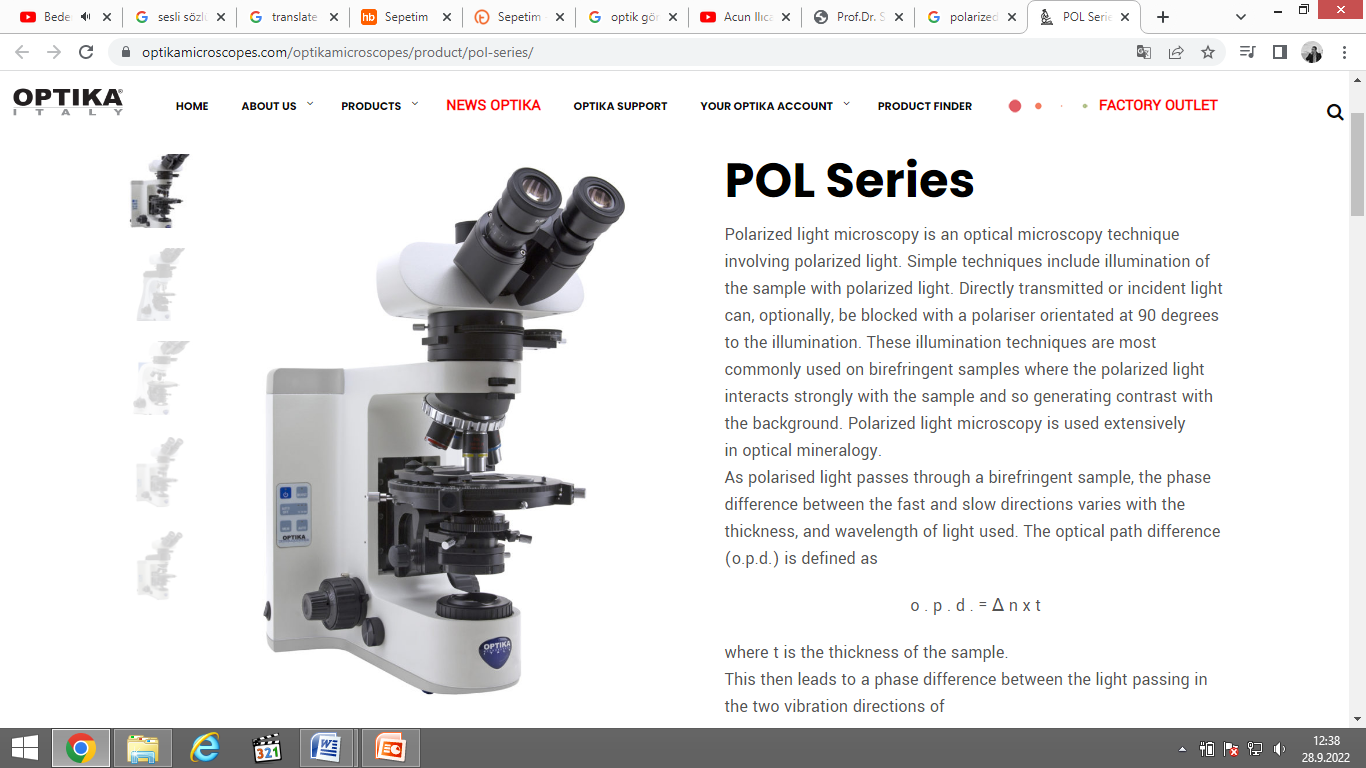 Bede
sesli sözlü
translate
Sepetim
Sepetim
optik gör
Acun Ilıca
Prof.Dr. S
polarized
POL Serie
optikamicroscopes.com/optikamicroscopes/product/pol-series/
OPTIKA®
ITALY
HOME
ABOUT US
PRODUCTS
NEWS OPTIKA
OPTIKA SUPPORT
YOUR OPTIKA ACCOUNT
PRODUCT FINDER
FACTORY OUTLET
OPTIKA
OPTIKA
ITALY
POL Series
Polarized light microscopy is an optical microscopy technique
involving polarized light. Simple techniques include illumination of
the sample with polarized light. Directly transmitted or incident light
can, optionally, be blocked with a polariser orientated at 90 degrees
to the illumination. These illumination techniques are most
commonly used on birefringent samples where the polarized light
interacts strongly with the sample and so generating contrast with
the background. Polarized light microscopy is used extensively
in optical mineralogy.
As polarised light passes through a birefringent sample, the phase
difference between the fast and slow directions varies with the
thickness, and wavelength of light used. The optical path difference
(o.p.d.) is defined as
o . p . d . = Δ n x t
where t is the thickness of the sample.
This then leads to a phase difference between the light passing in
the two vibration directions of
321
12:38
28.9.2022